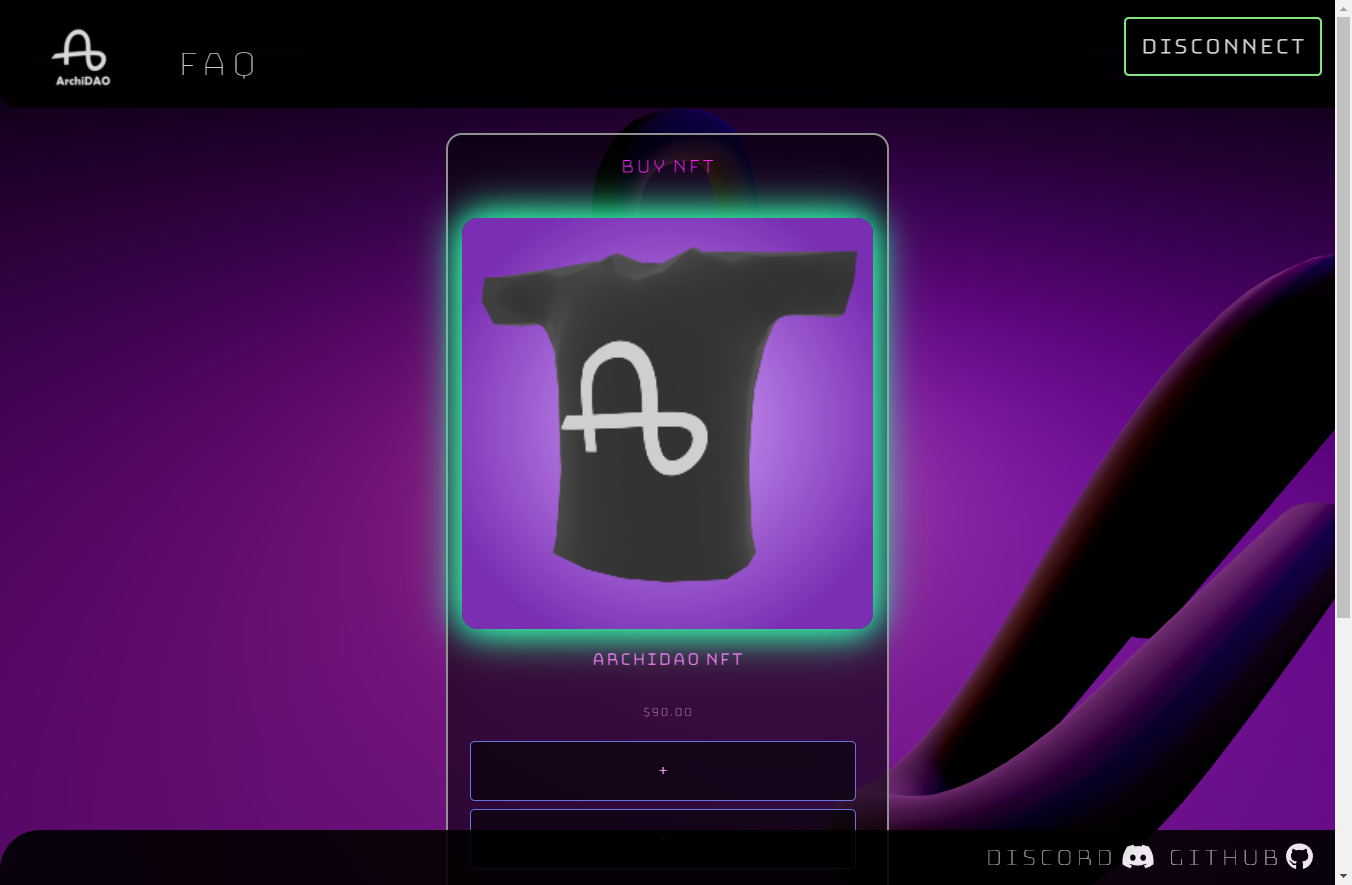 ArchiDAO
FAQ
DISCONNECT
BUY NFT
ARCHIDAO NFT
$90.00
+
-
DISCORD
GITHUB